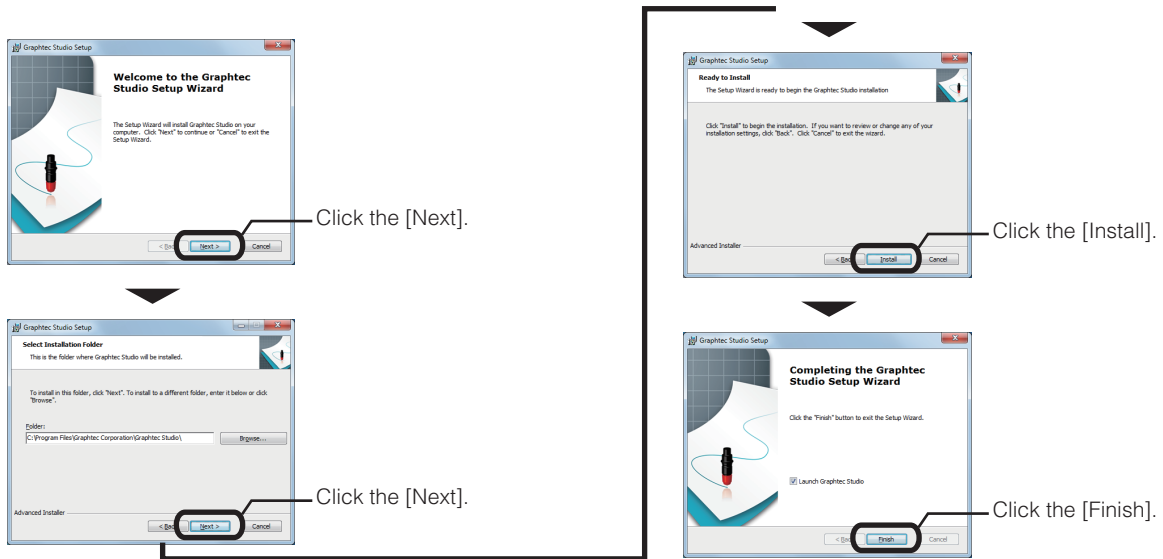 Graphtec Studio Setup
Welcome to the Graphtec
Studio Setup Wizard
The Setup Wizard will install Graphtec Studio on your
computer. Click "Next" to continue or "Cancel" to exit the
Setup Wizard.
Next >
Cancel
Click the [Next].
Graphtec Studio Setup
Select Installation Folder
This is the folder where Graphtec Studio will be installed.
To install in this folder, click "Next". To install to a different folder, enter it below or click
"Browse".
Folder:
C:\Program Files\Graphtec Corporation\Graphtec Studio\
Browse...
Advanced Installer
Next >
Cancel
Click the [Next].
Graphtec Studio Setup
Ready to Install
The Setup Wizard is ready to begin the Graphtec Studio installation
Click "Install" to begin the installation. If you want to review or change any of your
installation settings, click "Back". Click "Cancel" to exit the wizard.
Advanced Installer
Install
Cancel
Click the [Install].
Graphtec Studio Setup
Completing the Graphtec
Studio Setup Wizard
Click the "Finish" button to exit the Setup Wizard.
Launch Graphtec Studio
Finish
Cancel
Click the [Finish].